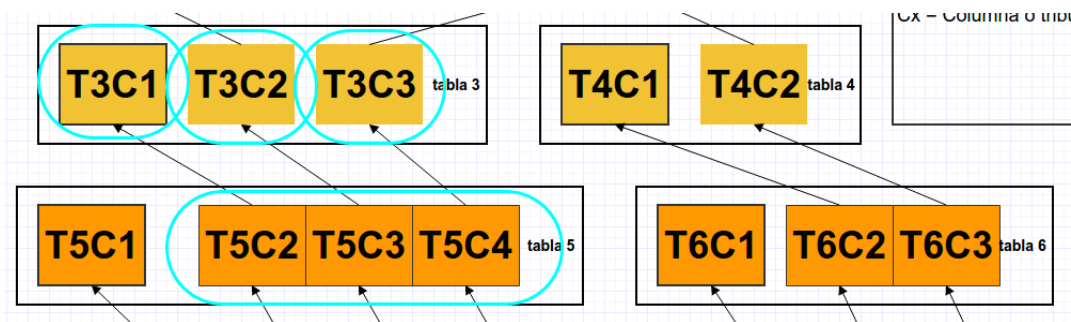 Cx – Columna o tribu
T3C1 T3C2 T3C3 tabla 3
T4C1 T4C2 tabla 4
T5C1 T5C2 T5C3 T5C4 tabla 5
T6C1 T6C2 T6C3 tabla 6